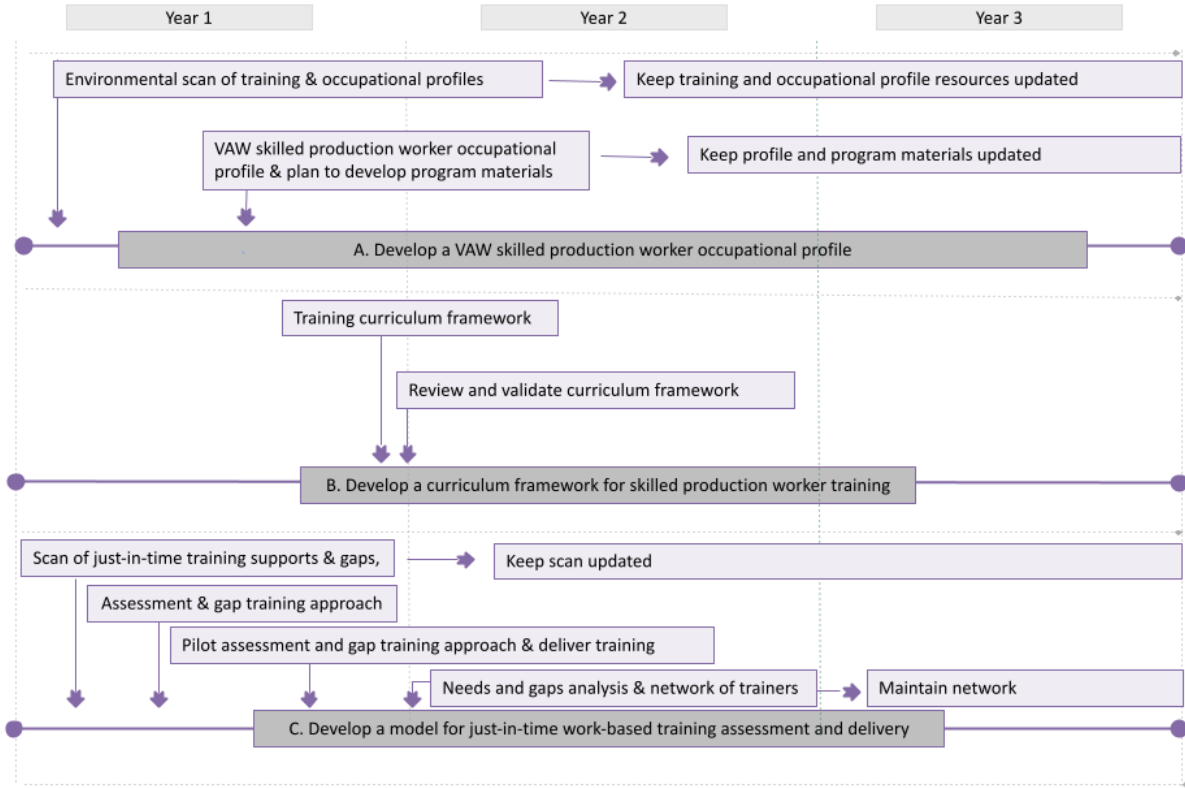 Year 1
Year 2
Year 3
Environmental scan of training & occupational profiles
Keep training and occupational profile resources updated
VAW skilled production worker occupational
profile & plan to develop program materials
Keep profile and program materials updated
A. Develop a VAW skilled production worker occupational profile
Training curriculum framework
Review and validate curriculum framework
B. Develop a curriculum framework for skilled production worker training
Scan of just-in-time training supports & gaps,
Keep scan updated
Assessment & gap training approach
Pilot assessment and gap training approach & deliver training
Needs and gaps analysis & network of trainers
Maintain network
C. Develop a model for just-in-time work-based training assessment and delivery